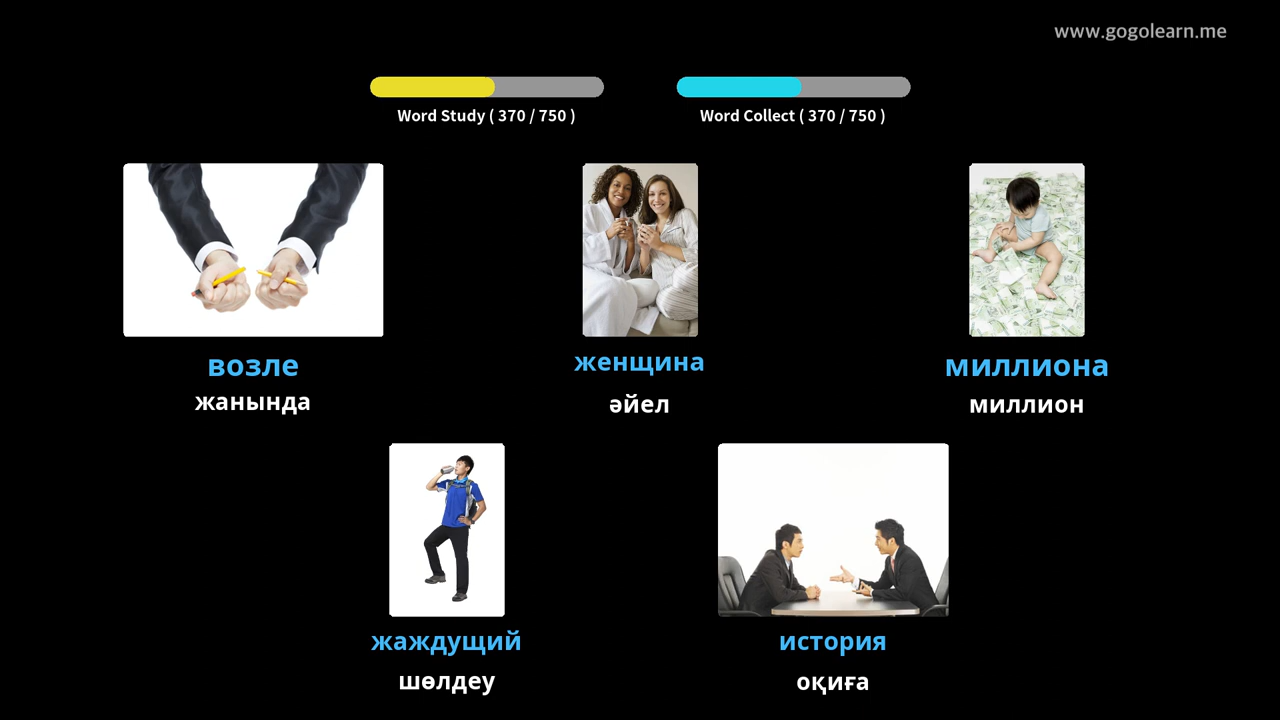 www.gogolearn.me
Word Study ( 370 / 750 )
Word Collect ( 370 / 750 )
возле
жанында
женщина
әйел
миллиона
миллион
жаждущий
шөлдеу
история
оқиға